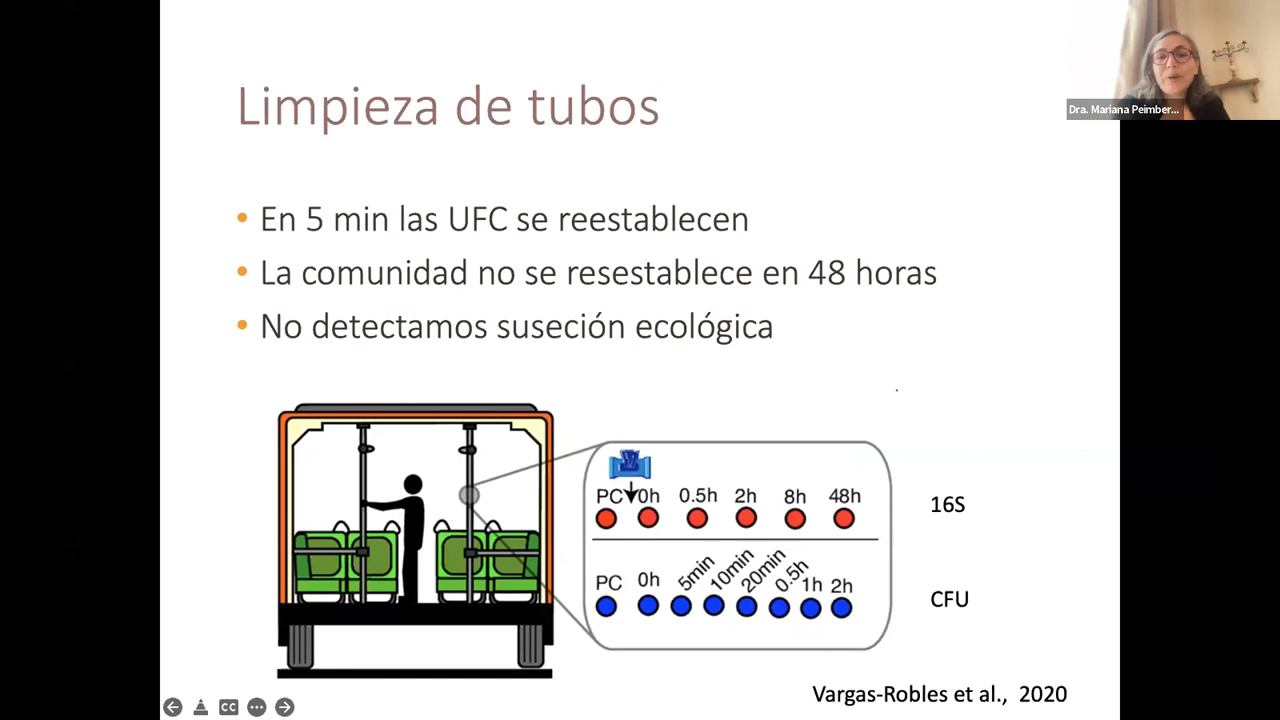 Limpieza de tubos
Dra. Mariana Peimber...
• En 5 min las UFC se reestablecen
• La comunidad no se resestablece en 48 horas
• No detectamos suseción ecológica
PC 0h 0.5h 2h 8h 48h
16S
PC 0h 5min 10min 20min 0.5h 1h 2h
CFU
Vargas-Robles et al., 2020
CC